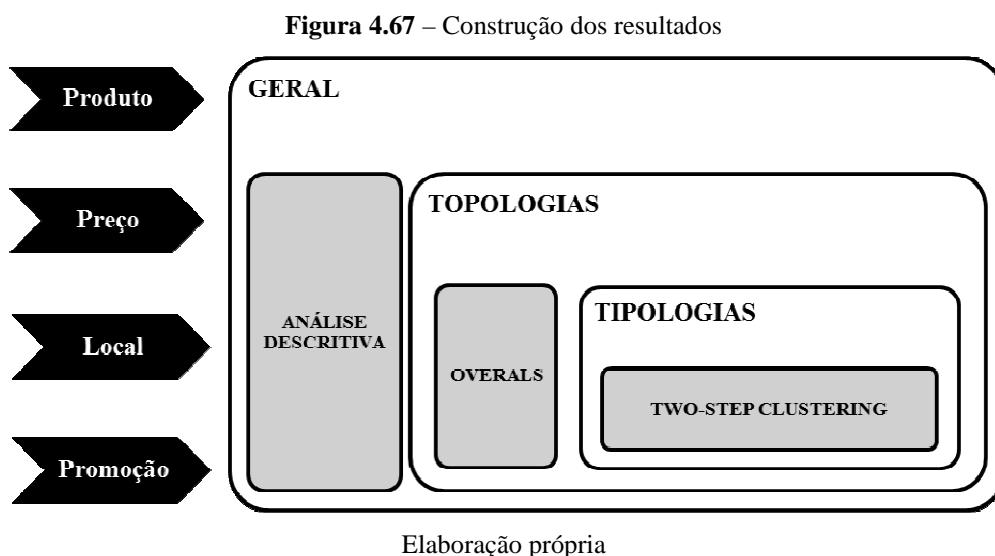 Figura 4.67 – Construção dos resultados
Produto
Preço
Local
Promoção
GERAL
ANÁLISE
DESCRITIVA
TOPOLOGIAS
OVERALS
TIPOLOGIAS
TWO-STEP CLUSTERING
Elaboração própria